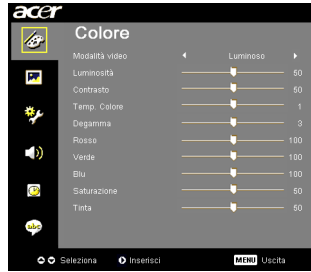 acer
Colore
Modalità video Luminoso
Luminosità 50
Contrasto 50
Temp. Colore 1
Degamma 3
Rosso 100
Verde 100
Blu 100
Saturazione 50
Tinta 50
abc
Seleziona Inserisci MENU Uscita